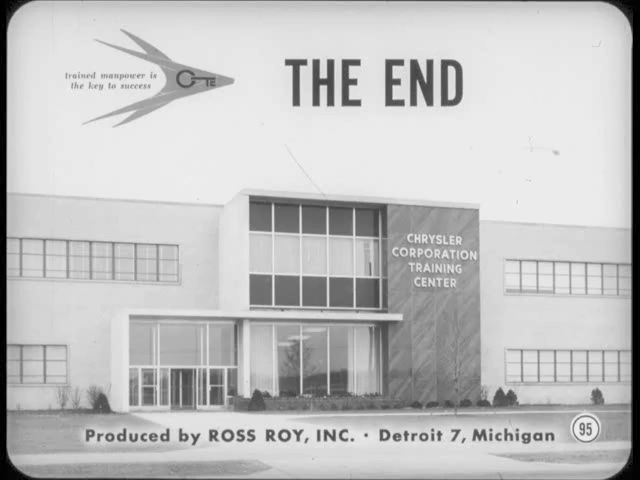 trained manpower is
the key to success
CTE
THE END
CHRYSLER
CORPORATION
TRAINING
CENTER
Produced by ROSS ROY, INC. · Detroit 7, Michigan
95